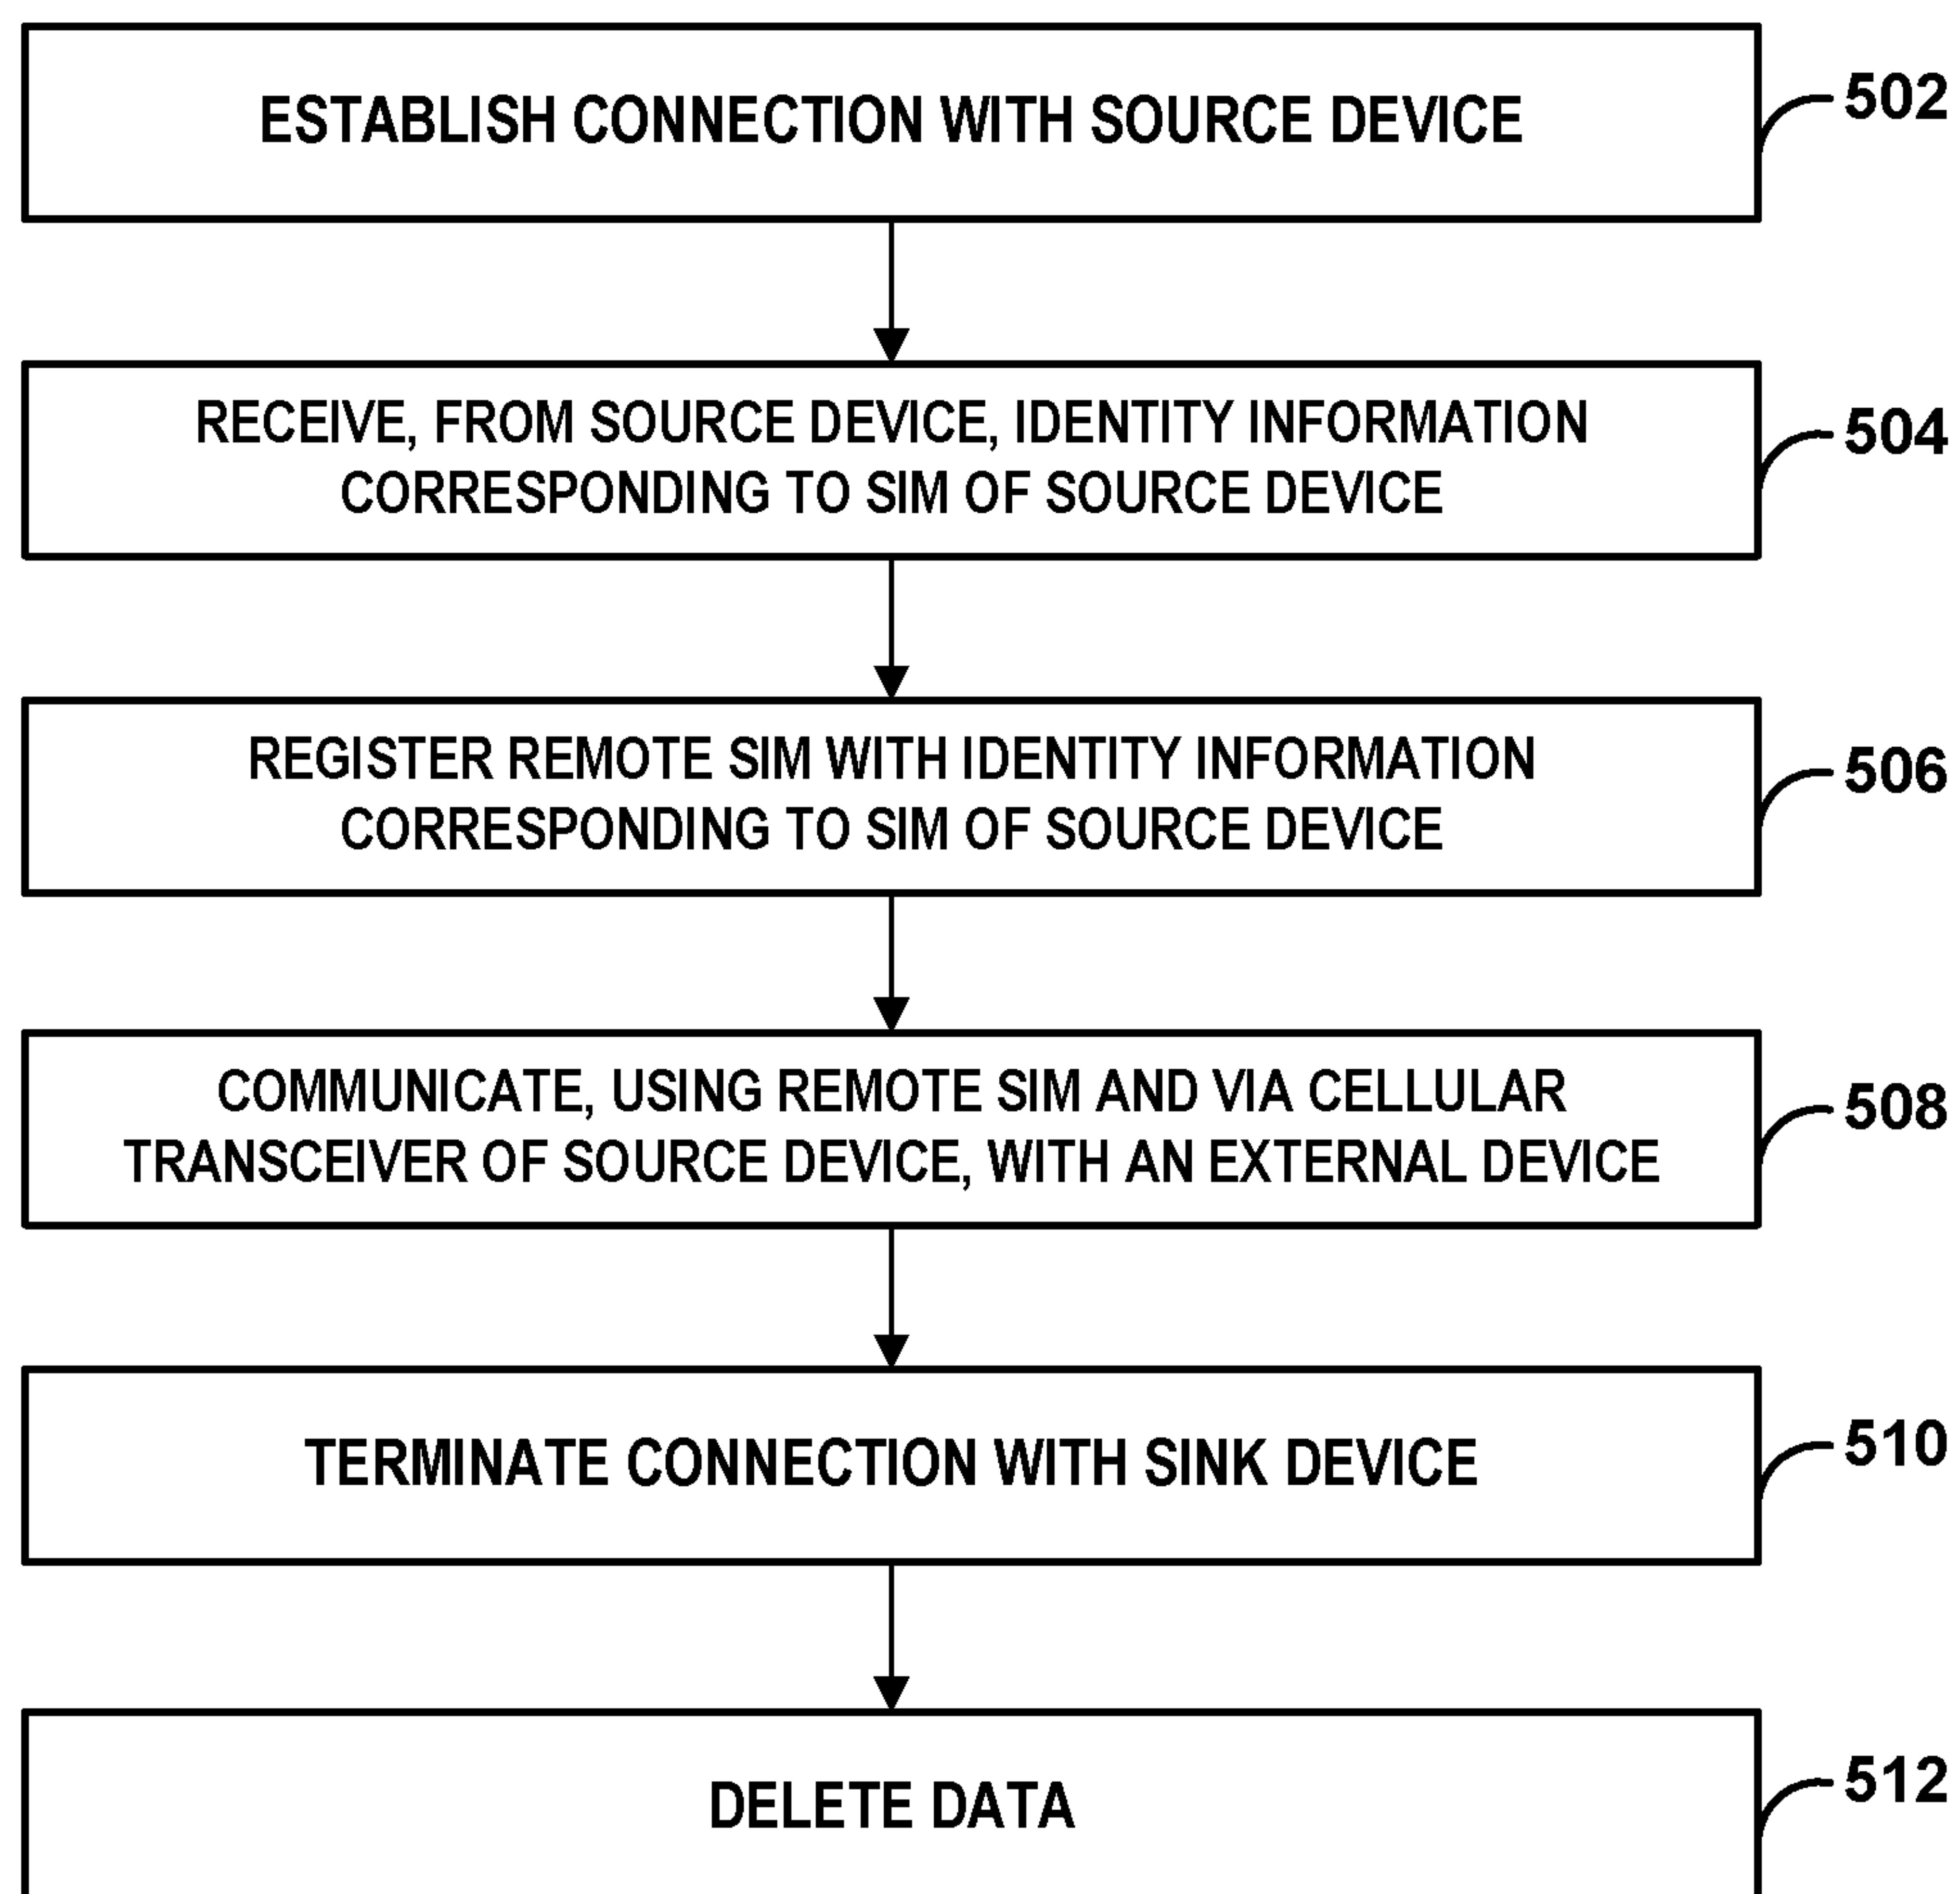 ESTABLISH CONNECTION WITH SOURCE DEVICE
502
RECEIVE, FROM SOURCE DEVICE, IDENTITY INFORMATION
CORRESPONDING TO SIM OF SOURCE DEVICE
504
REGISTER REMOTE SIM WITH IDENTITY INFORMATION
CORRESPONDING TO SIM OF SOURCE DEVICE
506
COMMUNICATE, USING REMOTE SIM AND VIA CELLULAR
TRANSCEIVER OF SOURCE DEVICE, WITH AN EXTERNAL DEVICE
508
TERMINATE CONNECTION WITH SINK DEVICE
510
DELETE DATA
512